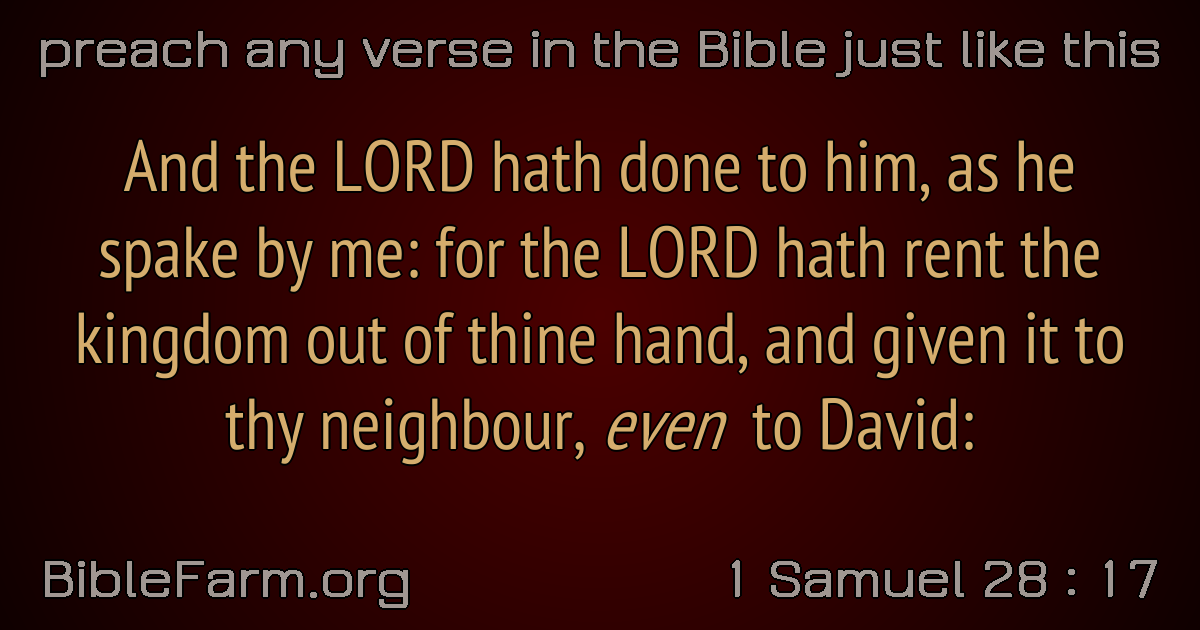 preach any verse in the Bible just like this
And the LORD hath done to him, as he
spake by me: for the LORD hath rent the
kingdom out of thine hand, and given it to
thy neighbour, even to David:
BibleFarm.org
1 Samuel 28 : 17